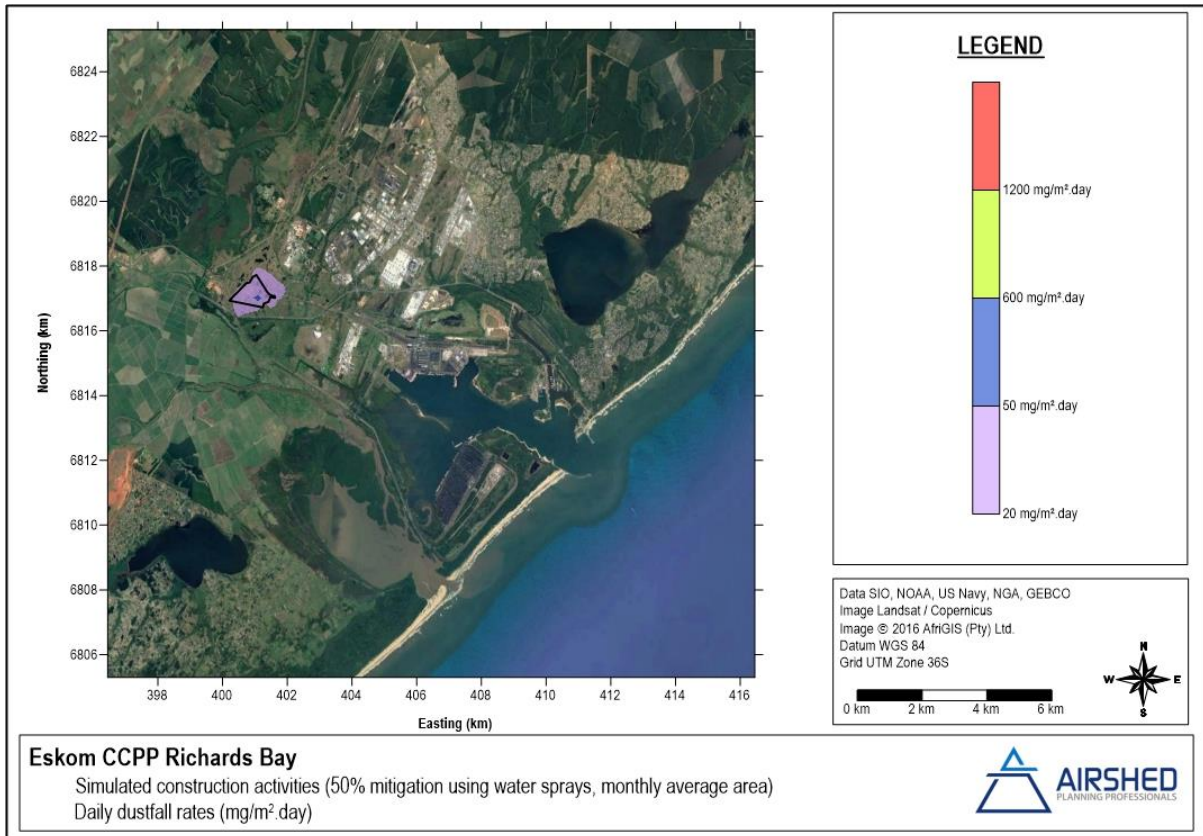 6824
6822
6820
6818
6816
6814
6812
6810
6808
6806
Northing (km)
398 400 402 404 406 408 410 412 414 416
Easting (km)
LEGEND
1200 mg/m².day
600 mg/m².day
50 mg/m².day
20 mg/m².day
Data SIO, NOAA, US Navy, NGA, GEBCO
Image Landsat / Copernicus
Image © 2016 AfriGIS (Pty) Ltd.
Datum WGS 84
Grid UTM Zone 36S
N
W E
S
0 km 2 km 4 km 6 km
Eskom CCPP Richards Bay
Simulated construction activities (50% mitigation using water sprays, monthly average area)
Daily dustfall rates (mg/m².day)
AIRSHED
PLANNING PROFESSIONALS